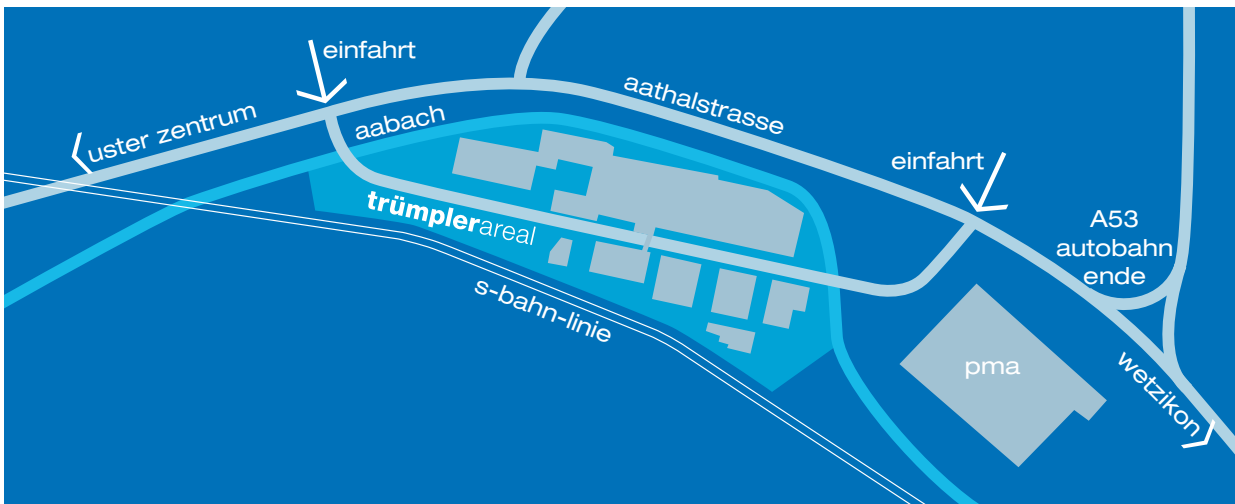 einfahrt
uster zentrum
aabach
aathalstrasse
einfahrt
trümplerareal
s-bahn-linie
A53
autobahn
ende
pma
wetzikon